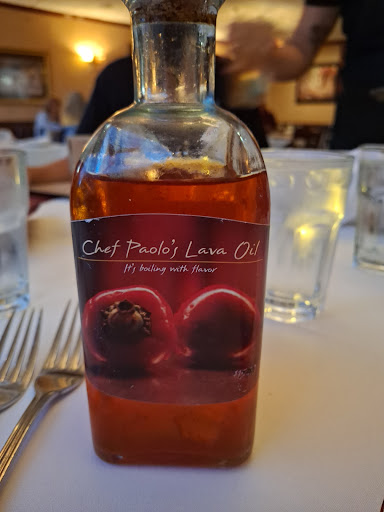 Chef Paolo's Lava Oil
It's boiling with flavor